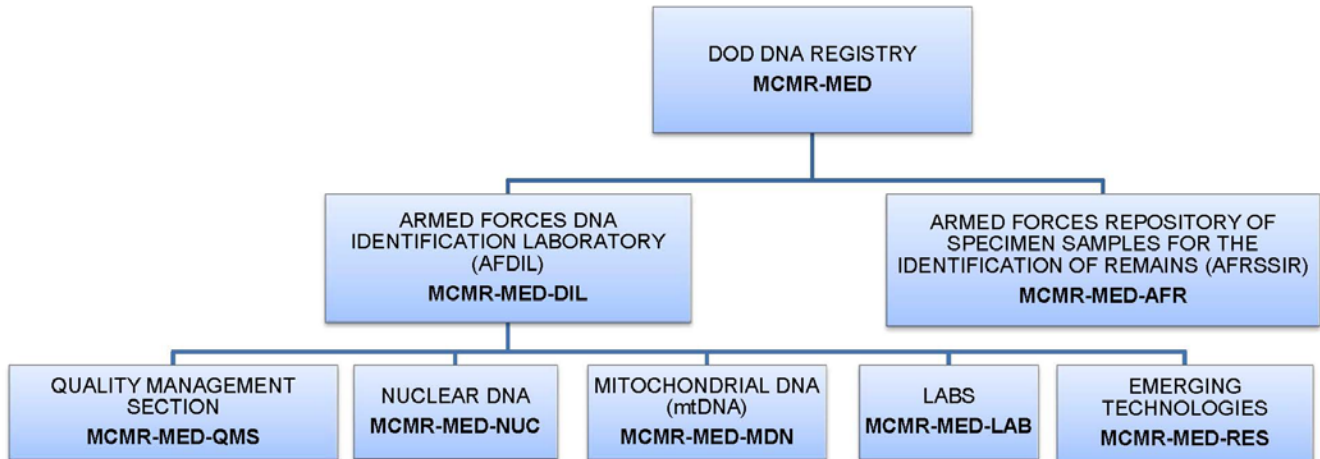 DOD DNA REGISTRY
MCMR-MED
ARMED FORCES DNA
IDENTIFICATION LABORATORY
(AFDIL)
MCMR-MED-DIL
ARMED FORCES REPOSITORY OF
SPECIMEN SAMPLES FOR THE
IDENTIFICATION OF REMAINS (AFRSSIR)
MCMR-MED-AFR
QUALITY MANAGEMENT
SECTION
MCMR-MED-QMS
NUCLEAR DNA
MCMR-MED-NUC
MITOCHONDRIAL DNA
(mtDNA)
MCMR-MED-MDN
LABS
MCMR-MED-LAB
EMERGING
TECHNOLOGIES
MCMR-MED-RES